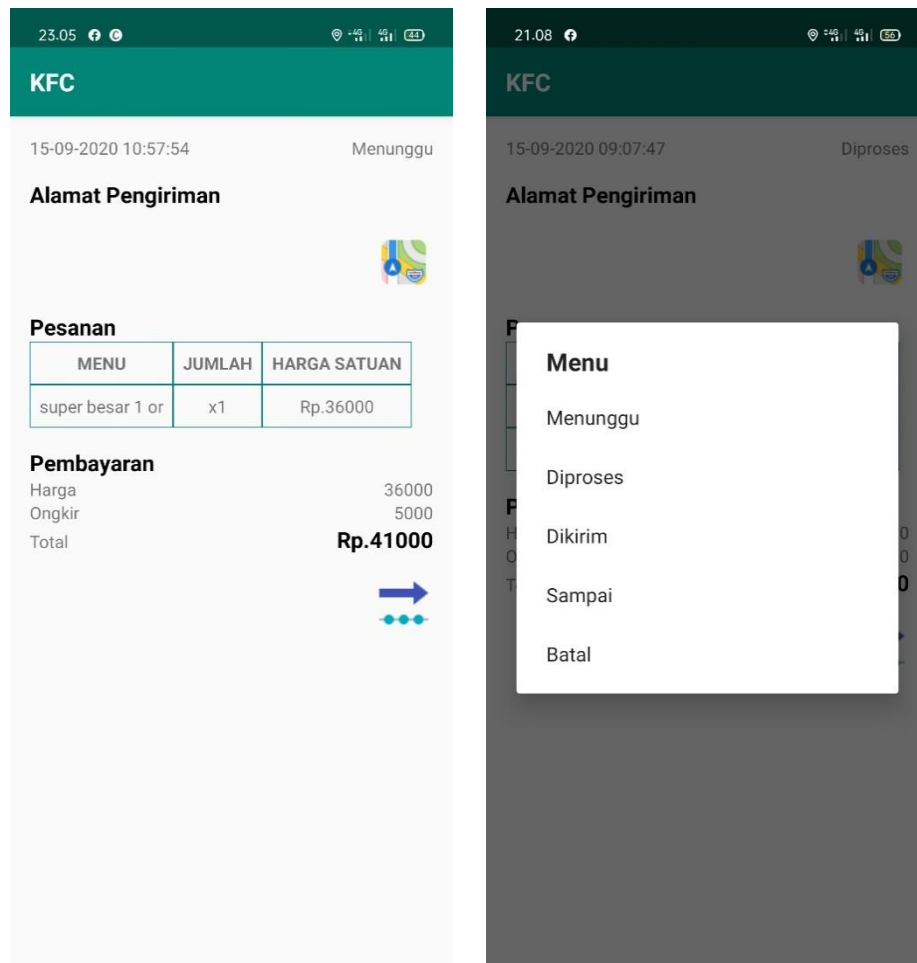 23.05
44
KFC
15-09-2020 10:57:54 Menunggu
Alamat Pengiriman
Pesanan
MENU JUMLAH HARGA SATUAN
super besar 1 or x1 Rp.36000
Pembayaran
Harga 36000
Ongkir 5000
Total Rp.41000
21.08
56
KFC
15-09-2020 09:07:47 Diproses
Alamat Pengiriman
Menu
Menunggu
Diproses
Dikirim
Sampai
Batal